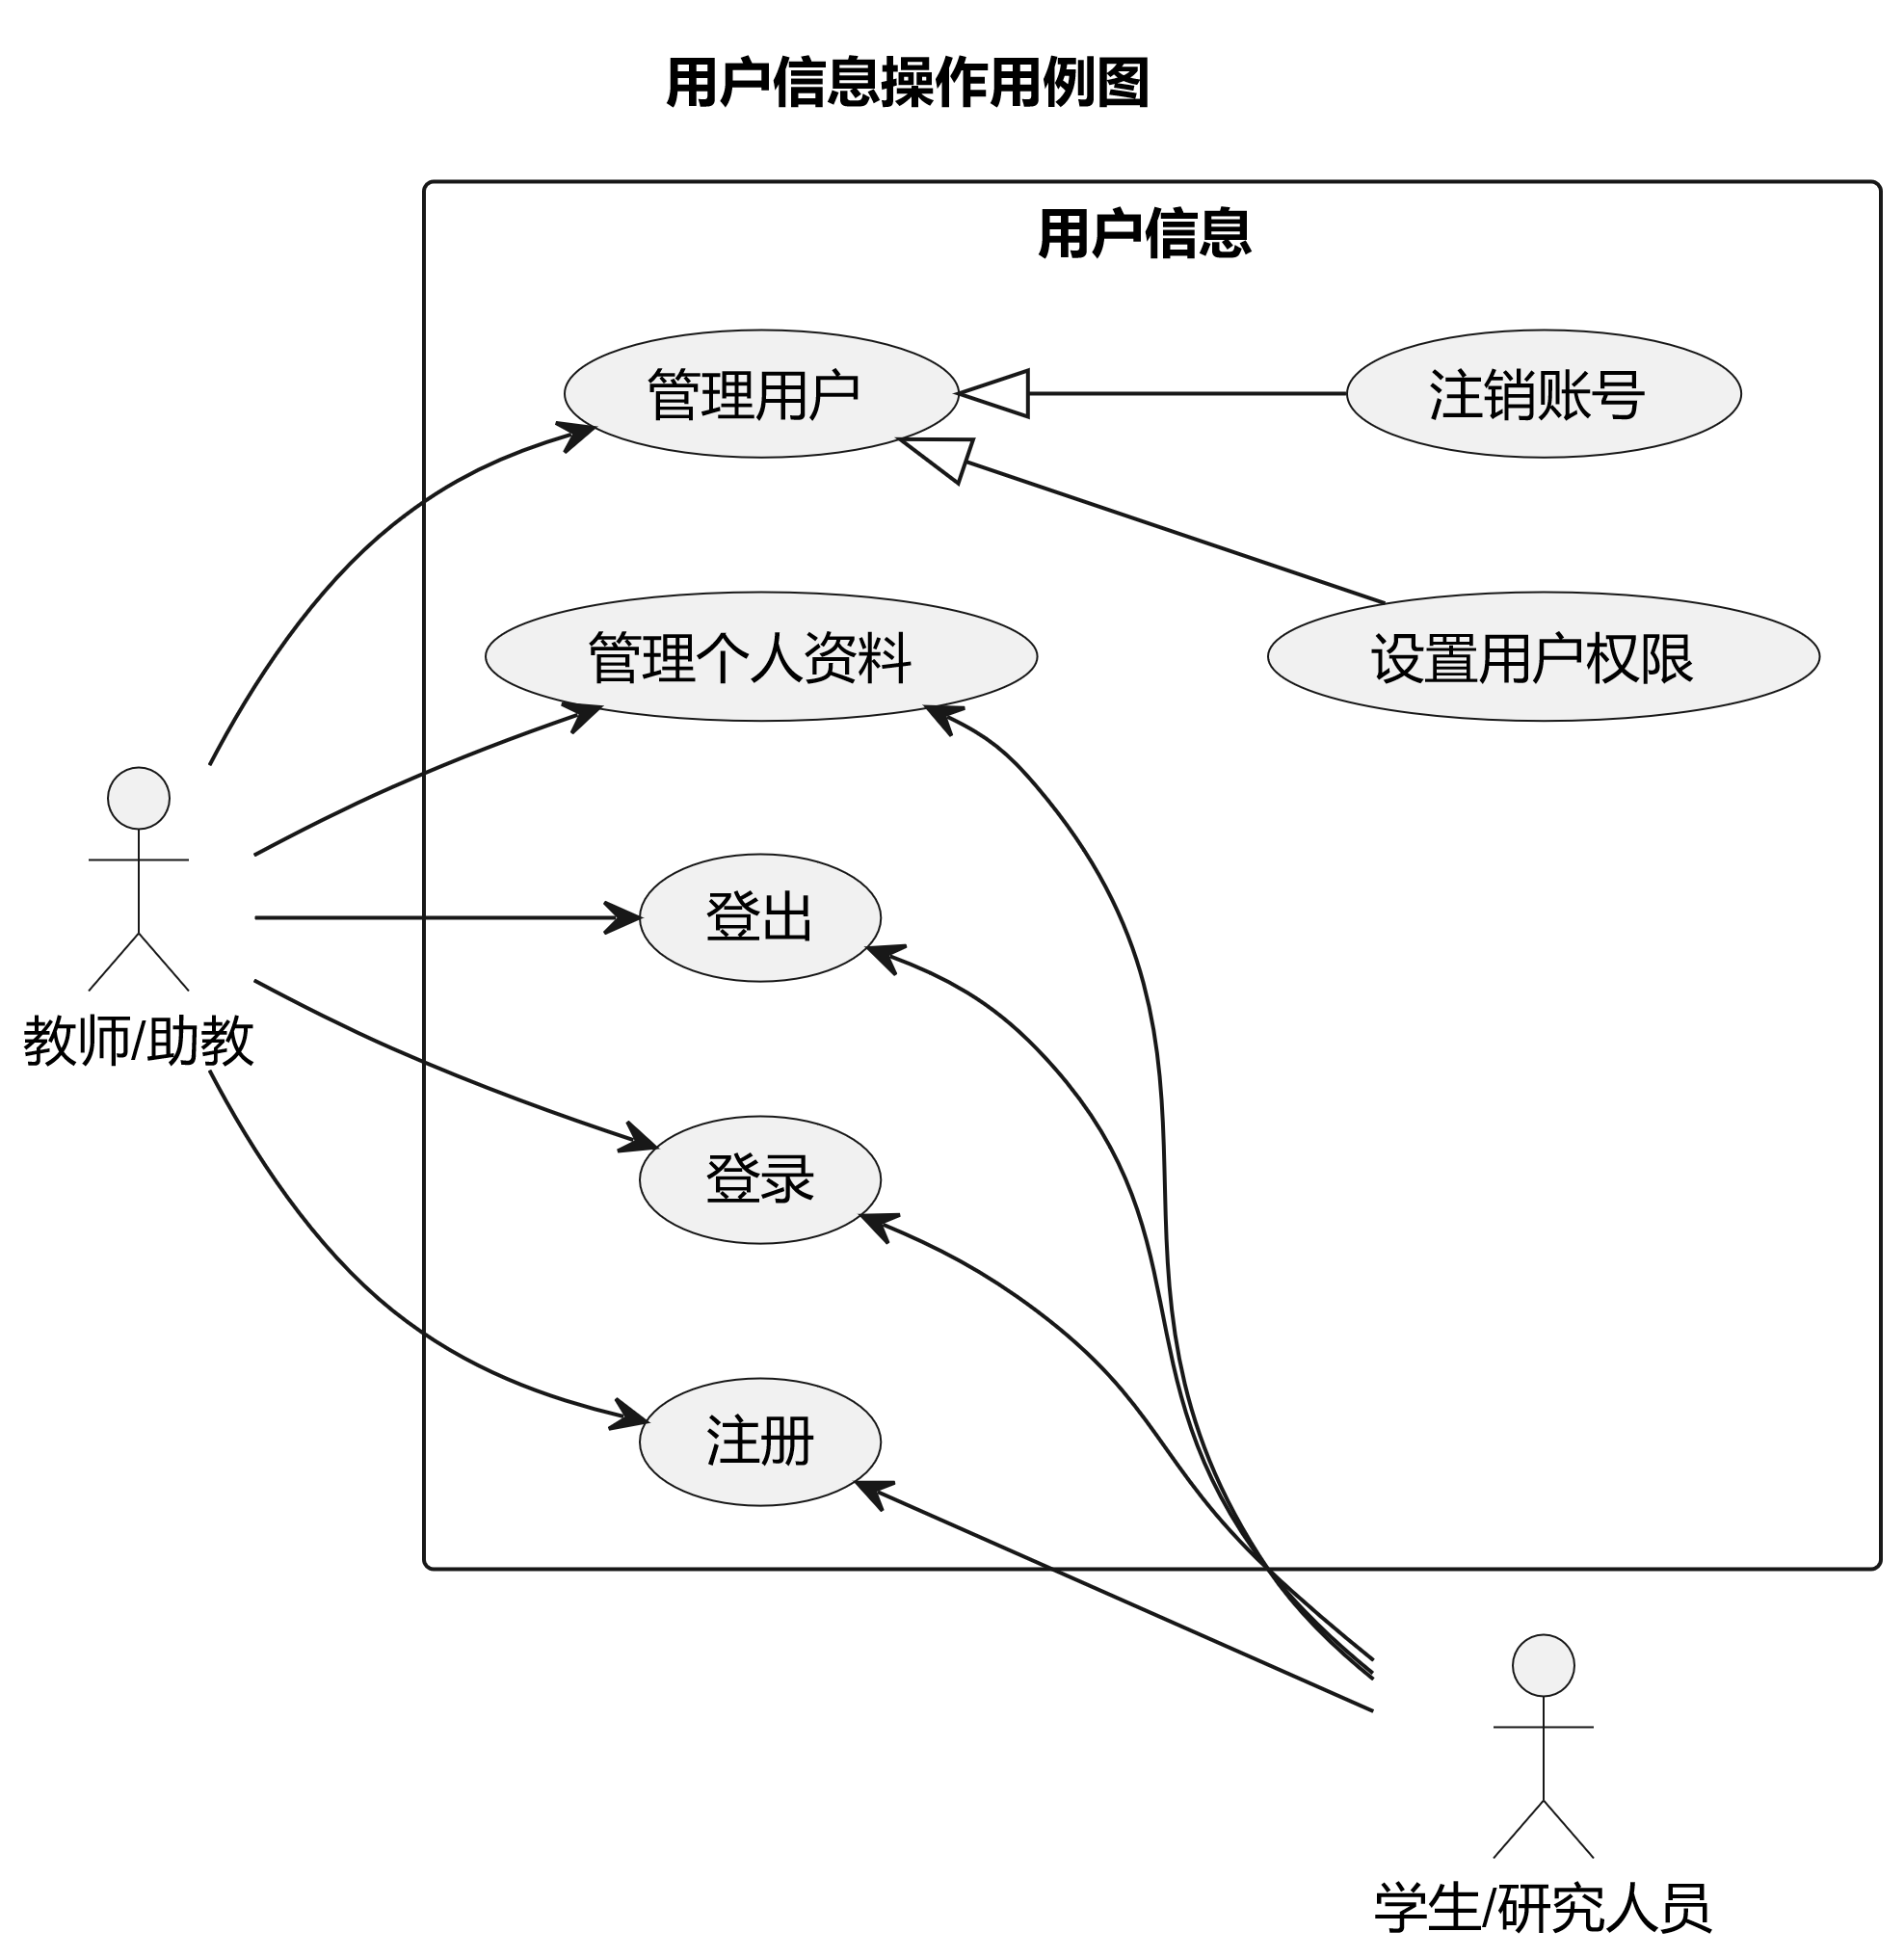 用户信息操作用例图
用户信息
管理用户
注销账号
管理个人资料
设置用户权限
登出
教师/助教
登录
注册
学生/研究人员